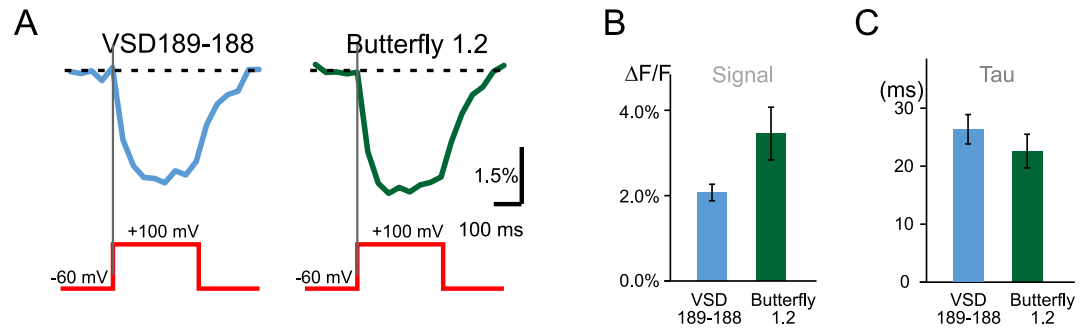 A
VSD189-188
Butterfly 1.2
1.5%
100 ms
+100 mV
-60 mV
+100 mV
-60 mV
B
ΔF/F
Signal
4.0%
2.0%
0.0%
VSD
189-188
Butterfly
1.2
C
(ms)
Tau
30
20
10
0
VSD
189-188
Butterfly
1.2